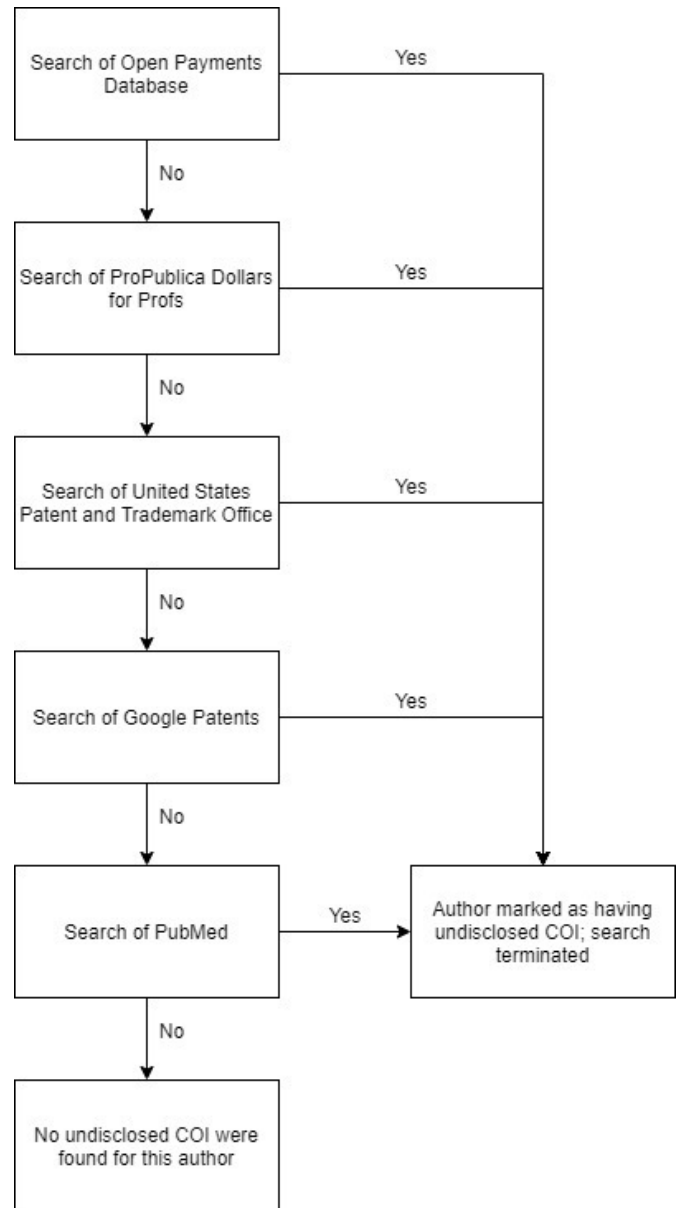 Search of Open Payments
Database
Yes
No
Search of ProPublica Dollars
for Profs
Yes
No
Search of United States
Patent and Trademark Office
Yes
No
Search of Google Patents
Yes
No
Search of PubMed
Yes
Author marked as having
undisclosed COI; search
terminated
No
No undisclosed COI were
found for this author